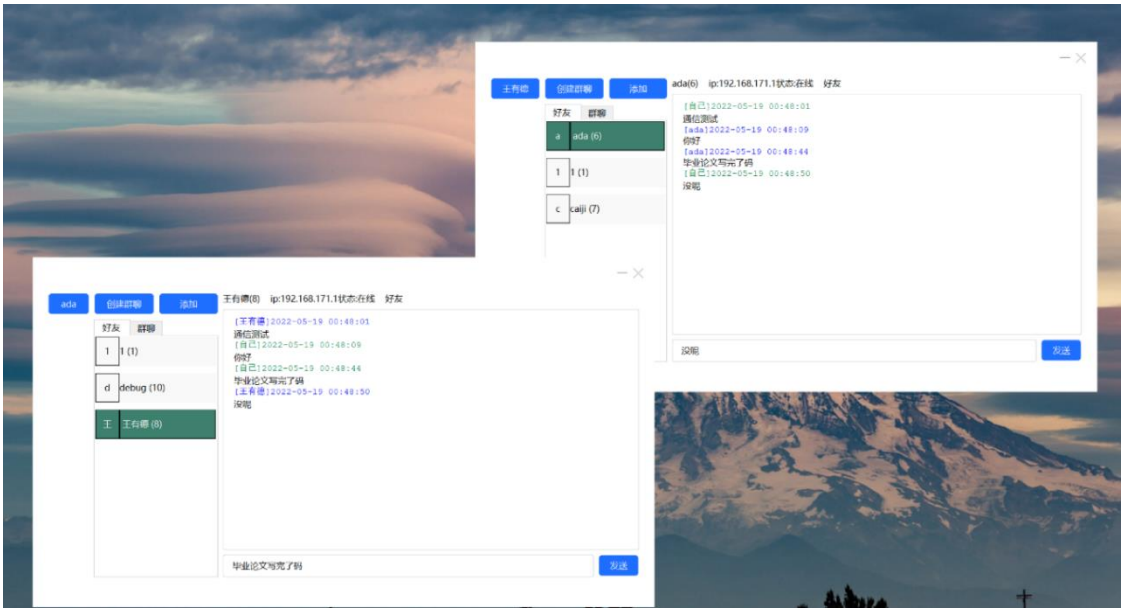 王有德 创建群聊 添加 ada(6) ip:192.168.171.1状态:在线 好友
好友 群聊
a ada (6)
1 1 (1)
c caiji (7)
[自己]2022-05-19 00:48:01
通信测试
[ada]2022-05-19 00:48:09
你好
[ada]2022-05-19 00:48:44
毕业论文写完了码
[自己]2022-05-19 00:48:50
没呢
没呢 发送
ada 创建群聊 添加 王有德(8) ip:192.168.171.1状态:在线 好友
好友 群聊
1 1 (1)
d debug (10)
王 王有德 (8)
[王有德]2022-05-19 00:48:01
通信测试
[自己]2022-05-19 00:48:09
你好
[自己]2022-05-19 00:48:44
毕业论文写完了码
[王有德]2022-05-19 00:48:50
没呢
毕业论文写完了码 发送